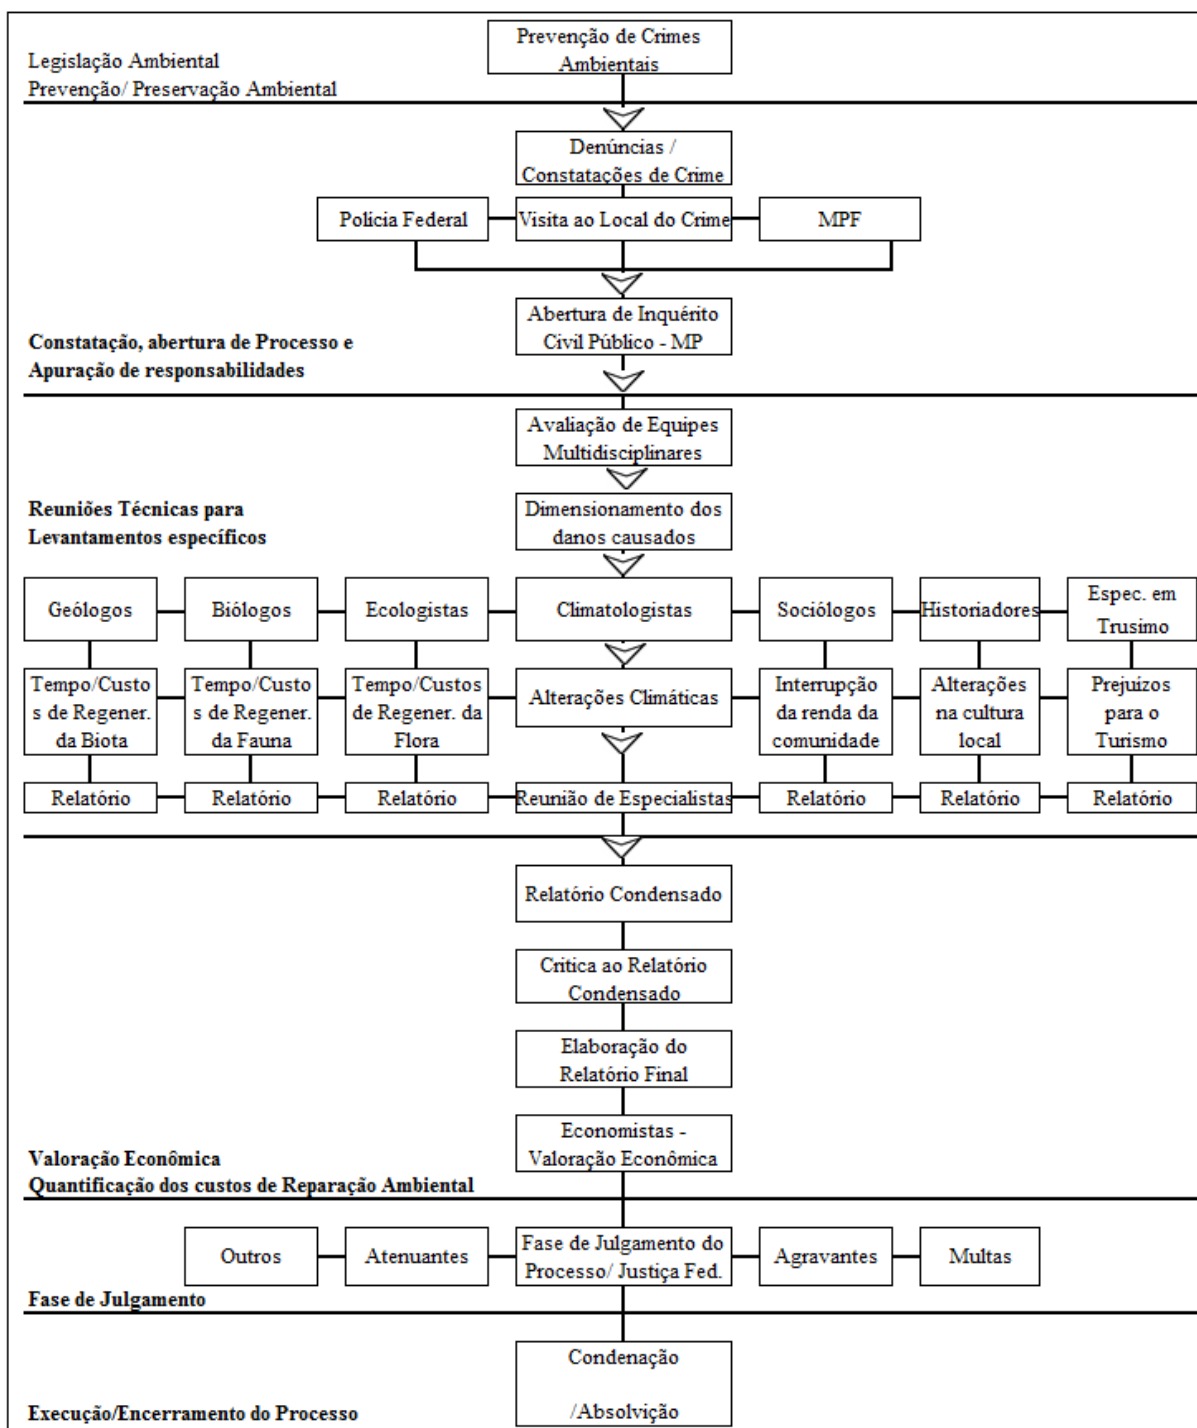 Prevenção de Crimes
Ambientais
Legislação Ambiental
Prevenção/ Preservação Ambiental
Denúncias /
Constatações de Crime
Polícia Federal
Visita ao Local do Crime
MPF
Abertura de Inquérito
Civil Público - MP
Constatação, abertura de Processo e
Apuração de responsabilidades
Avaliação de Equipes
Multidisciplinares
Reuniões Técnicas para
Levantamentos específicos
Dimensionamento dos
danos causados
Geólogos
Biólogos
Ecologistas
Climatologistas
Sociólogos
Historiadores
Espec. em
Trusimo
Tempo/Custo
s de Regener.
da Biota
Tempo/Custo
s de Regener.
da Fauna
Tempo/Custos
de Regener. da
Flora
Alterações Climáticas
Interrupção
da renda da
comunidade
Alterações
na cultura
local
Prejuizos
para o
Turismo
Relatório
Relatório
Relatório
Reunião de Especialistas
Relatório
Relatório
Relatório
Relatório Condensado
Critica ao Relatório
Condensado
Elaboração do
Relatório Final
Economistas -
Valoração Econômica
Valoração Econômica
Quantificação dos custos de Reparação Ambiental
Outros
Atenuantes
Fase de Julgamento do
Processo/ Justiça Fed.
Agravantes
Multas
Fase de Julgamento
Condenação
/Absolvição
Execução/Encerramento do Processo